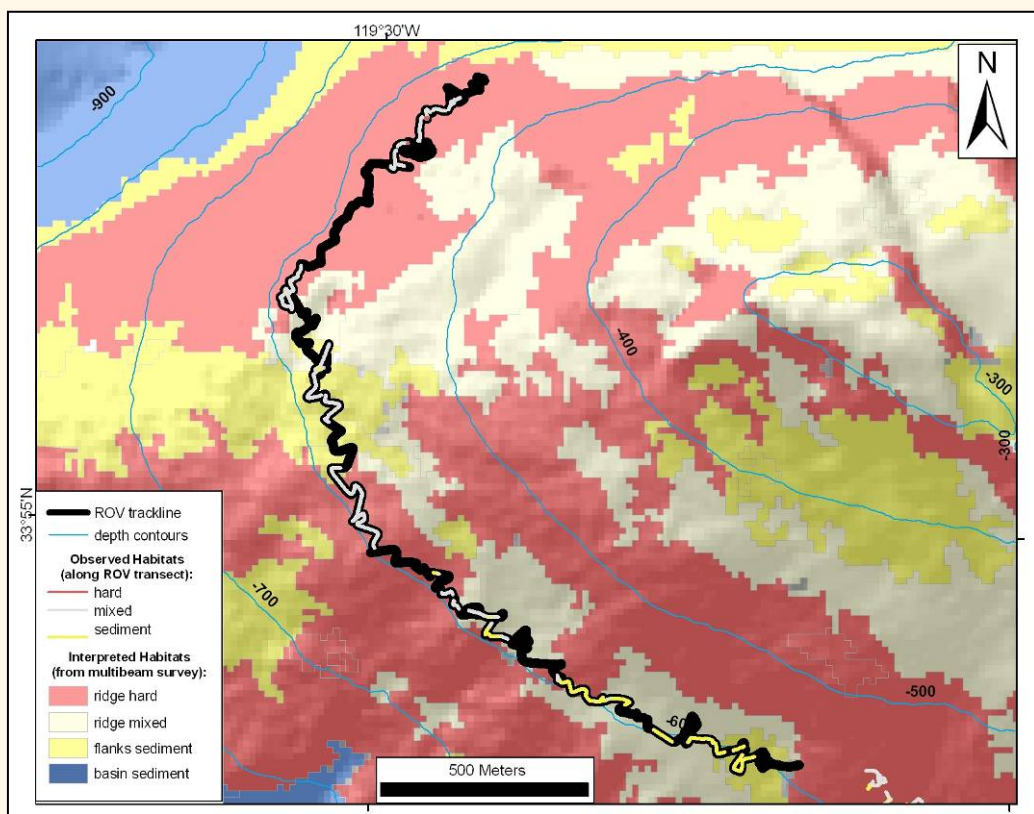 119°30'W
N
-900
-400
-300
-300
33°55'N
ROV trackline
depth contours
Observed Habitats
(along ROV transect):
hard
mixed
sediment
Interpreted Habitats
(from multibeam survey):
ridge hard
ridge mixed
flanks sediment
basin sediment
-700
-500
-60
500 Meters